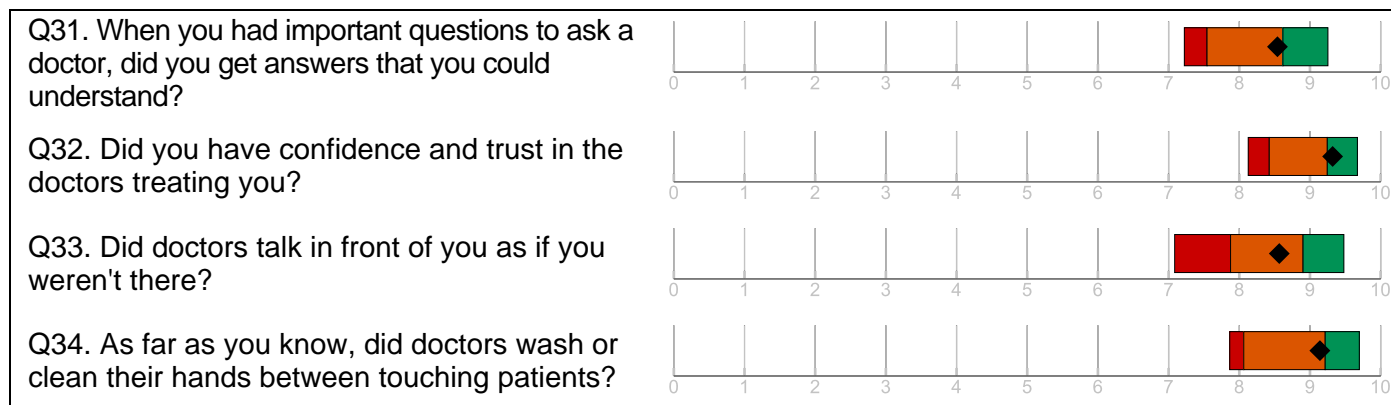 Q31. When you had important questions to ask a
doctor, did you get answers that you could
understand?
0 1 2 3 4 5 6 7 8 9 10
Q32. Did you have confidence and trust in the
doctors treating you?
0 1 2 3 4 5 6 7 8 9 10
Q33. Did doctors talk in front of you as if you
weren't there?
0 1 2 3 4 5 6 7 8 9 10
Q34. As far as you know, did doctors wash or
clean their hands between touching patients?
0 1 2 3 4 5 6 7 8 9 10